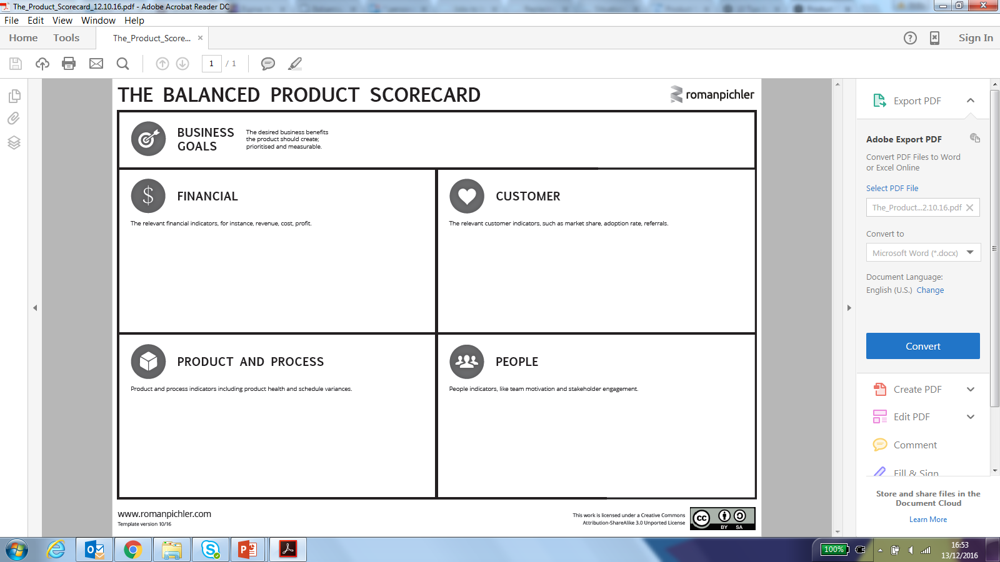 The_Product_Scorecard_12.10.16.pdf - Adobe Acrobat Reader DC
File Edit View Window Help
Home Tools The_Product_Score... ×
Sign In
1 / 1
THE BALANCED PRODUCT SCORECARD
romanpichler
BUSINESS GOALS
The desired business benefits
the product should create;
prioritised and measurable.
FINANCIAL
The relevant financial indicators, for instance, revenue, cost, profit.
CUSTOMER
The relevant customer indicators, such as market share, adoption rate, referrals.
PRODUCT AND PROCESS
Product and process indicators including product health and schedule variances.
PEOPLE
People indicators, like team motivation and stakeholder engagement.
www.romanpichler.com
Template version 10/16
This work is licensed under a Creative Commons
Attribution-ShareAlike 3.0 Unported License
cc BY SA
Export PDF
Adobe Export PDF
Convert PDF Files to Word
or Excel Online
Select PDF File
The_Product...2.10.16.pdf
Convert to
Microsoft Word (*.docx)
Document Language:
English (U.S.) Change
Convert
Create PDF
Edit PDF
Comment
Fill & Sign
Store and share files in the
Document Cloud
Learn More
100%
16:53
13/12/2016